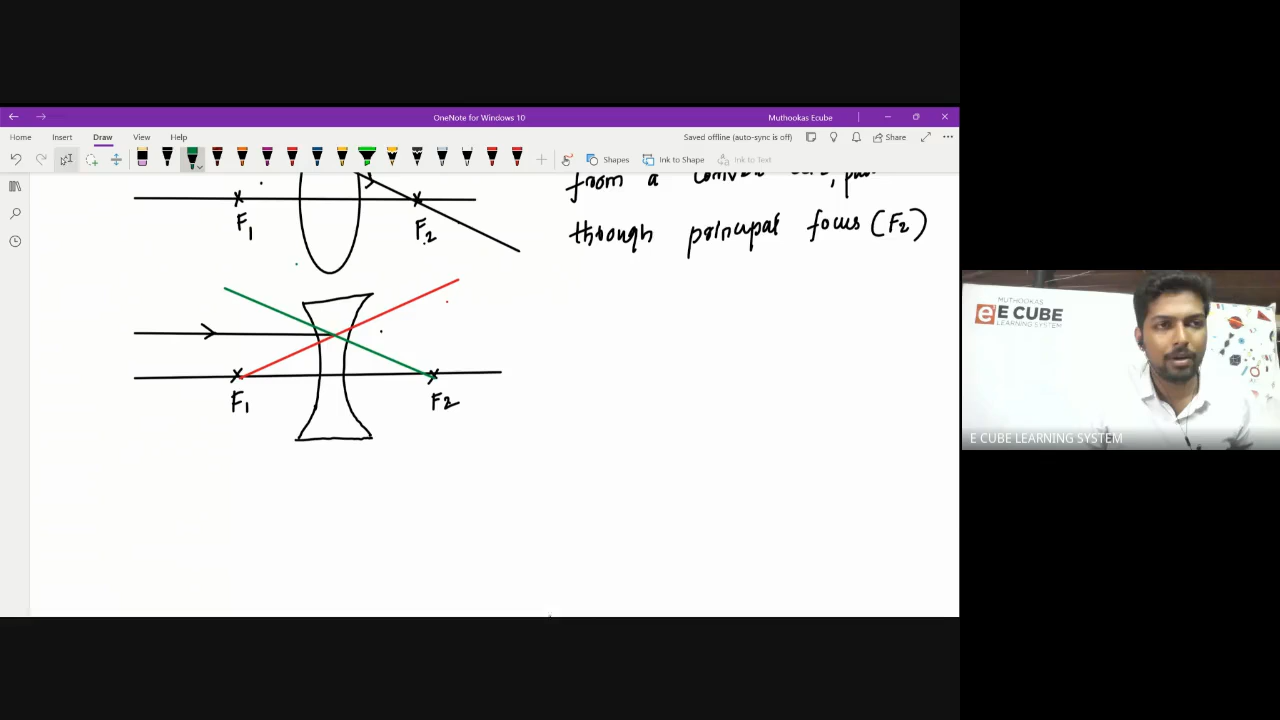 OneNote for Windows 10
Muthookas Ecube
Home Insert Draw View Help
Saved offline (auto-sync is off)
Share
Shapes
Ink to Shape
Ink to Text
from a convex lens,
through principal focus (F2)
F1
F2
F1
F2
MUTHOOKAS
e E CUBE
LEARNING SYSTEM
E CUBE LEARNING SYSTEM